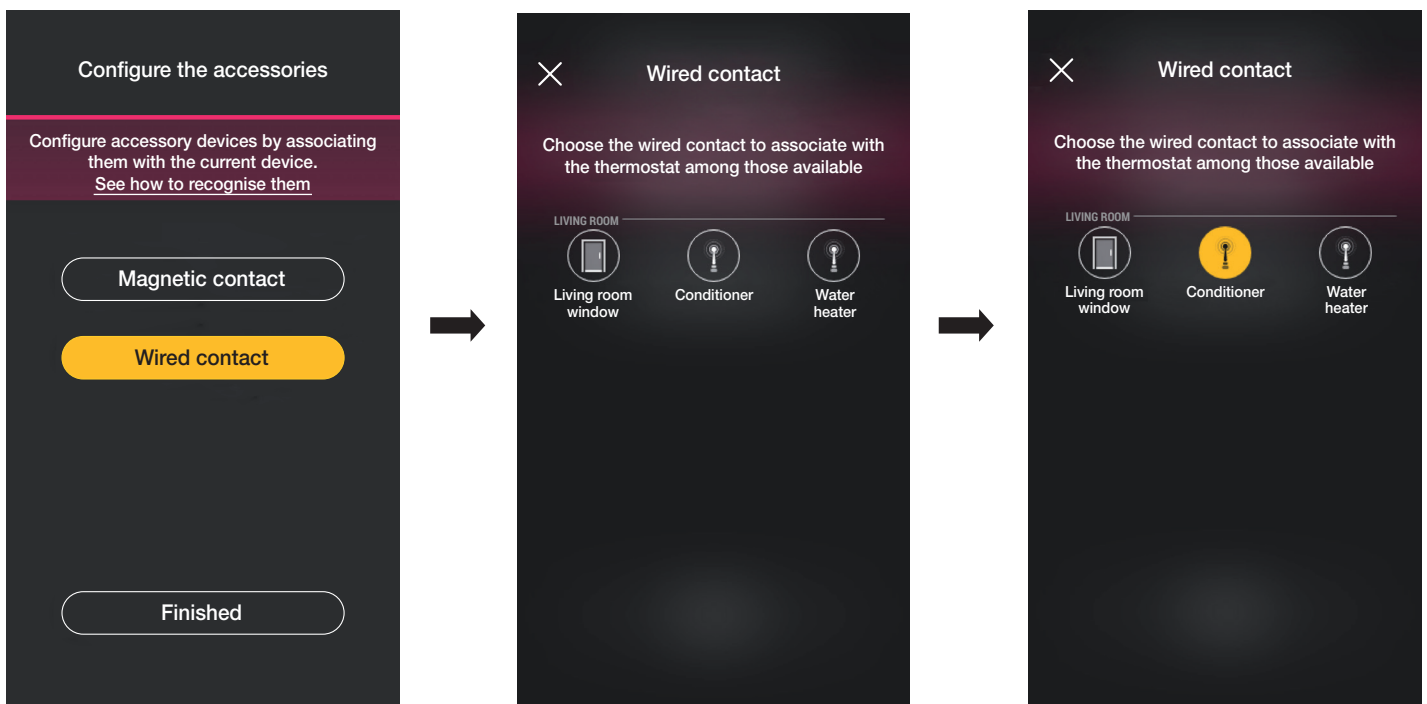 Configure the accessories
Configure accessory devices by associating
them with the current device.
See how to recognise them
Magnetic contact
Wired contact
Finished
Wired contact
Choose the wired contact to associate with
the thermostat among those available
LIVING ROOM
Living room
window
Conditioner
Water
heater
Wired contact
Choose the wired contact to associate with
the thermostat among those available
LIVING ROOM
Living room
window
Conditioner
Water
heater